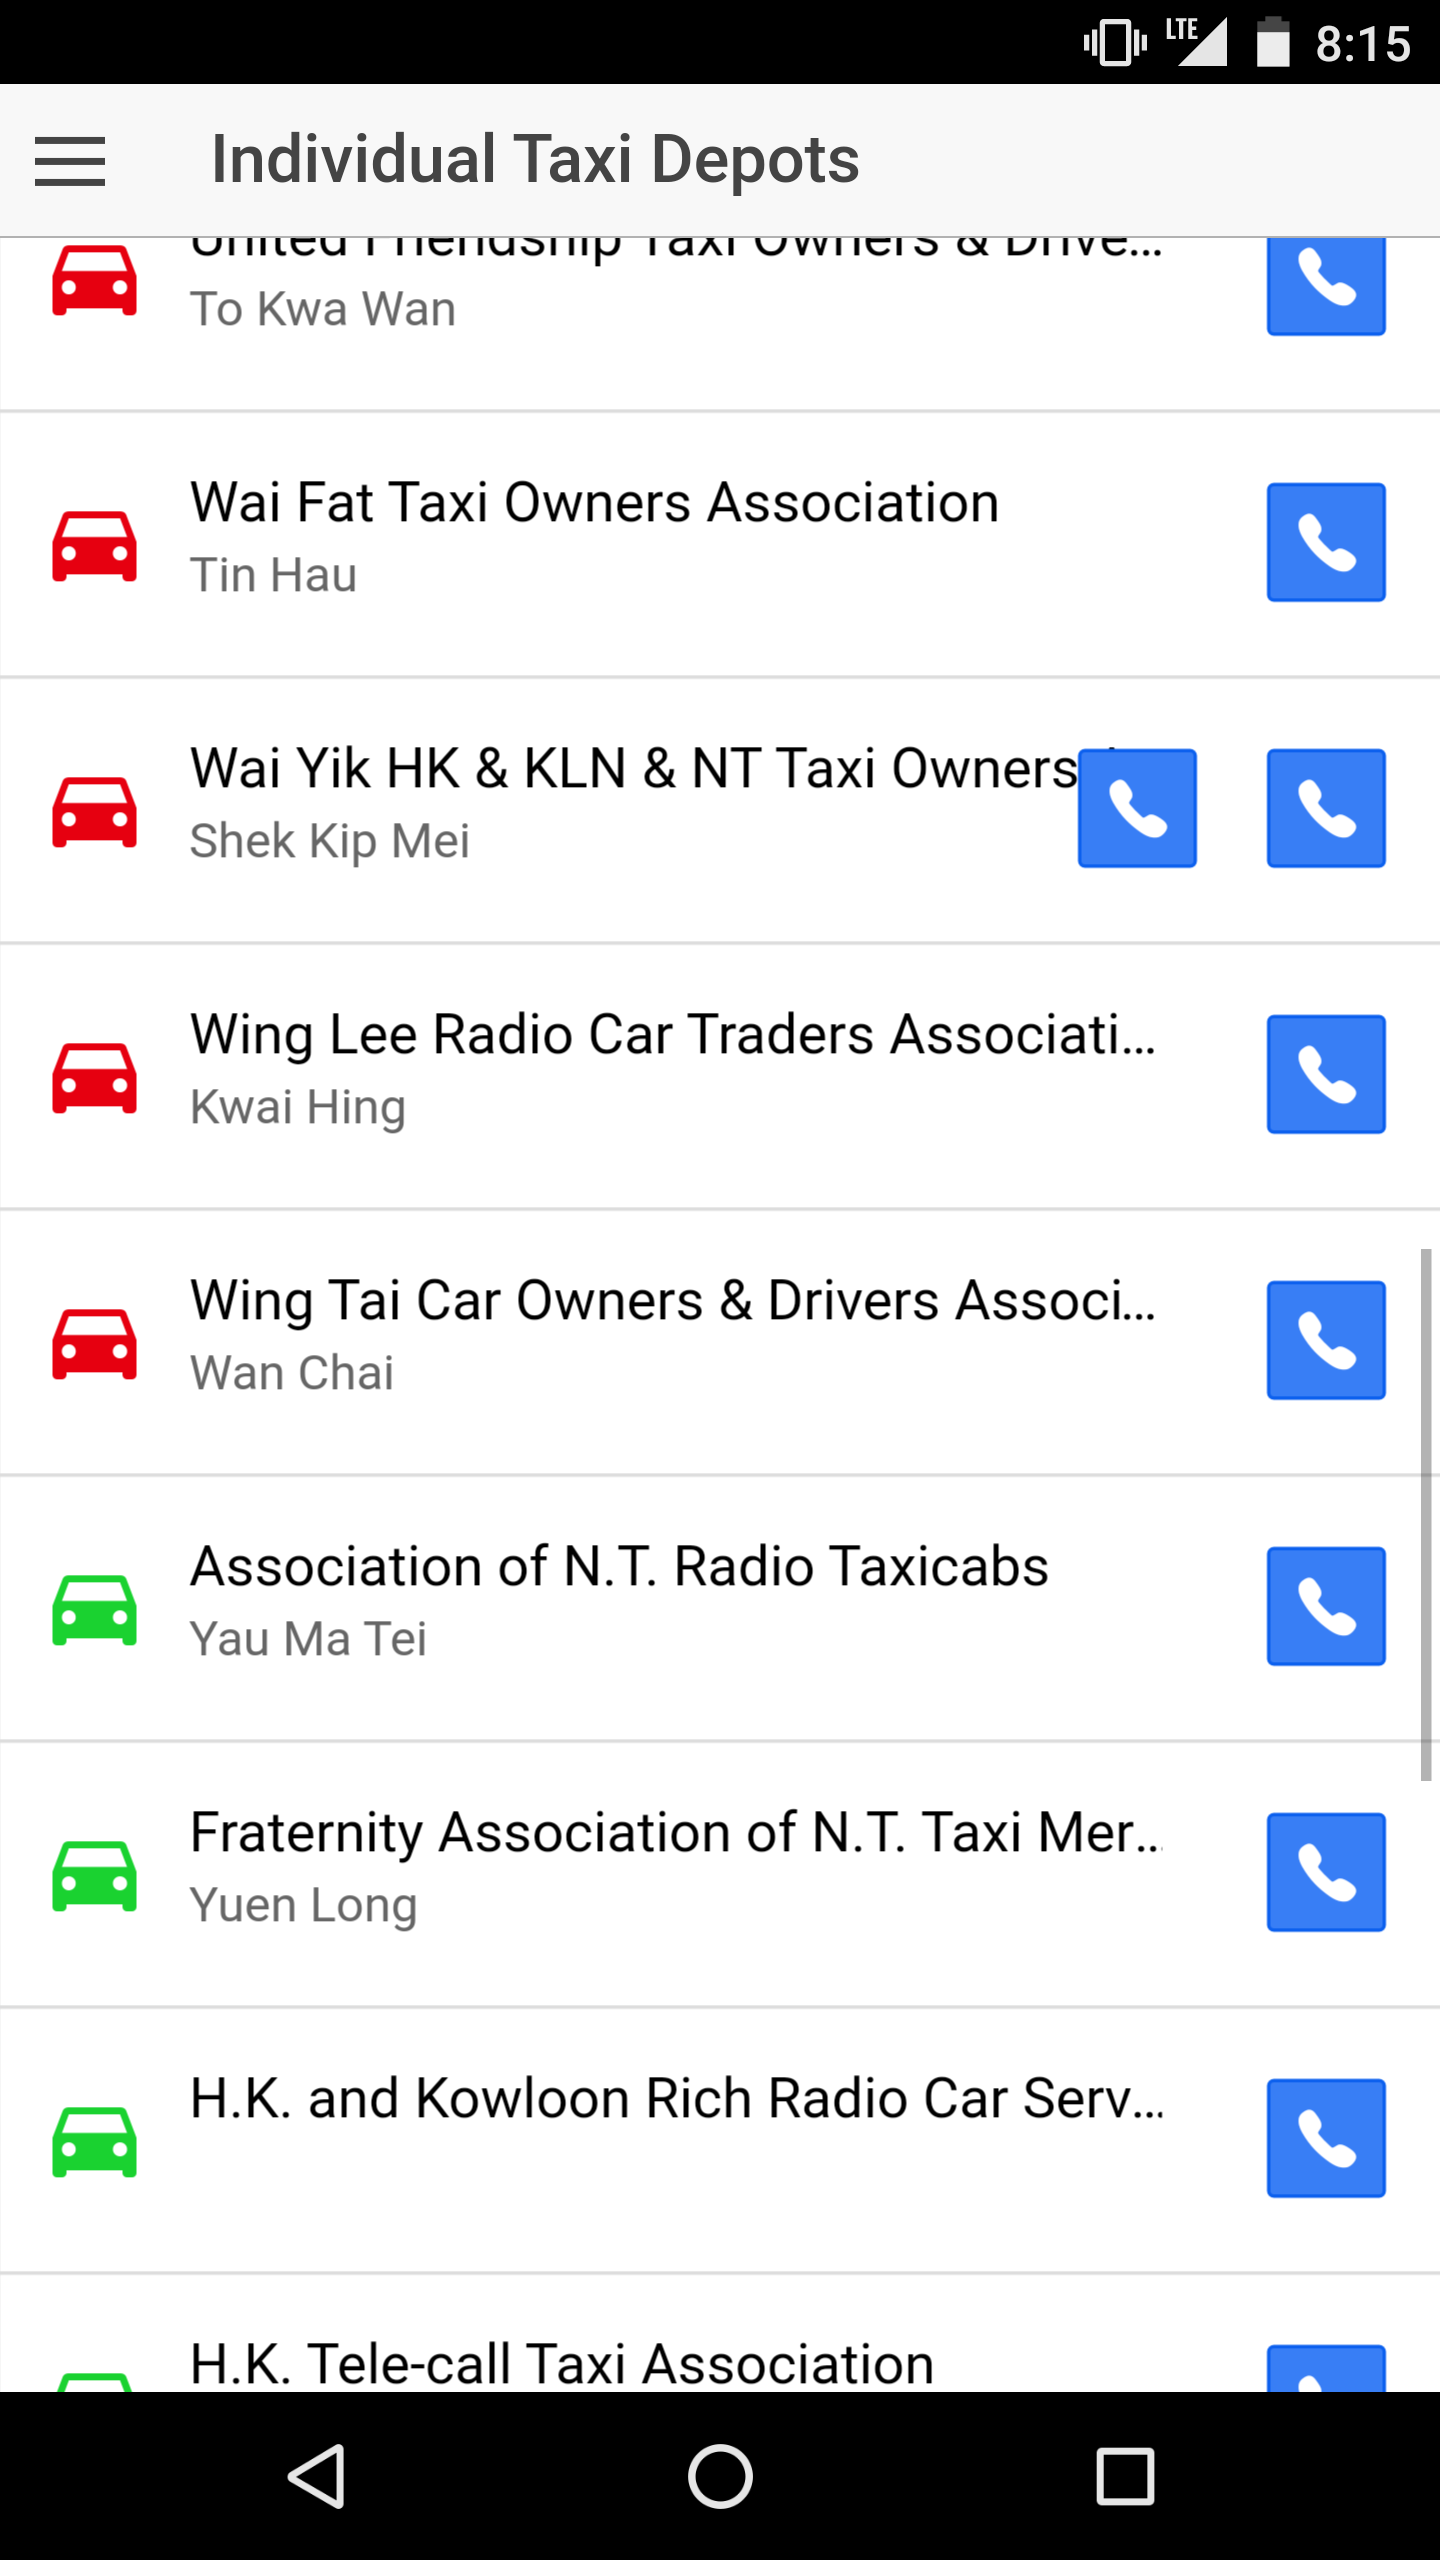 LTE 8:15
Individual Taxi Depots
United Friendship Taxi Owners & Drive...
To Kwa Wan
Wai Fat Taxi Owners Association
Tin Hau
Wai Yik HK & KLN & NT Taxi Owners
Shek Kip Mei
Wing Lee Radio Car Traders Associati...
Kwai Hing
Wing Tai Car Owners & Drivers Associ...
Wan Chai
Association of N.T. Radio Taxicabs
Yau Ma Tei
Fraternity Association of N.T. Taxi Mer...
Yuen Long
H.K. and Kowloon Rich Radio Car Serv...
H.K. Tele-call Taxi Association